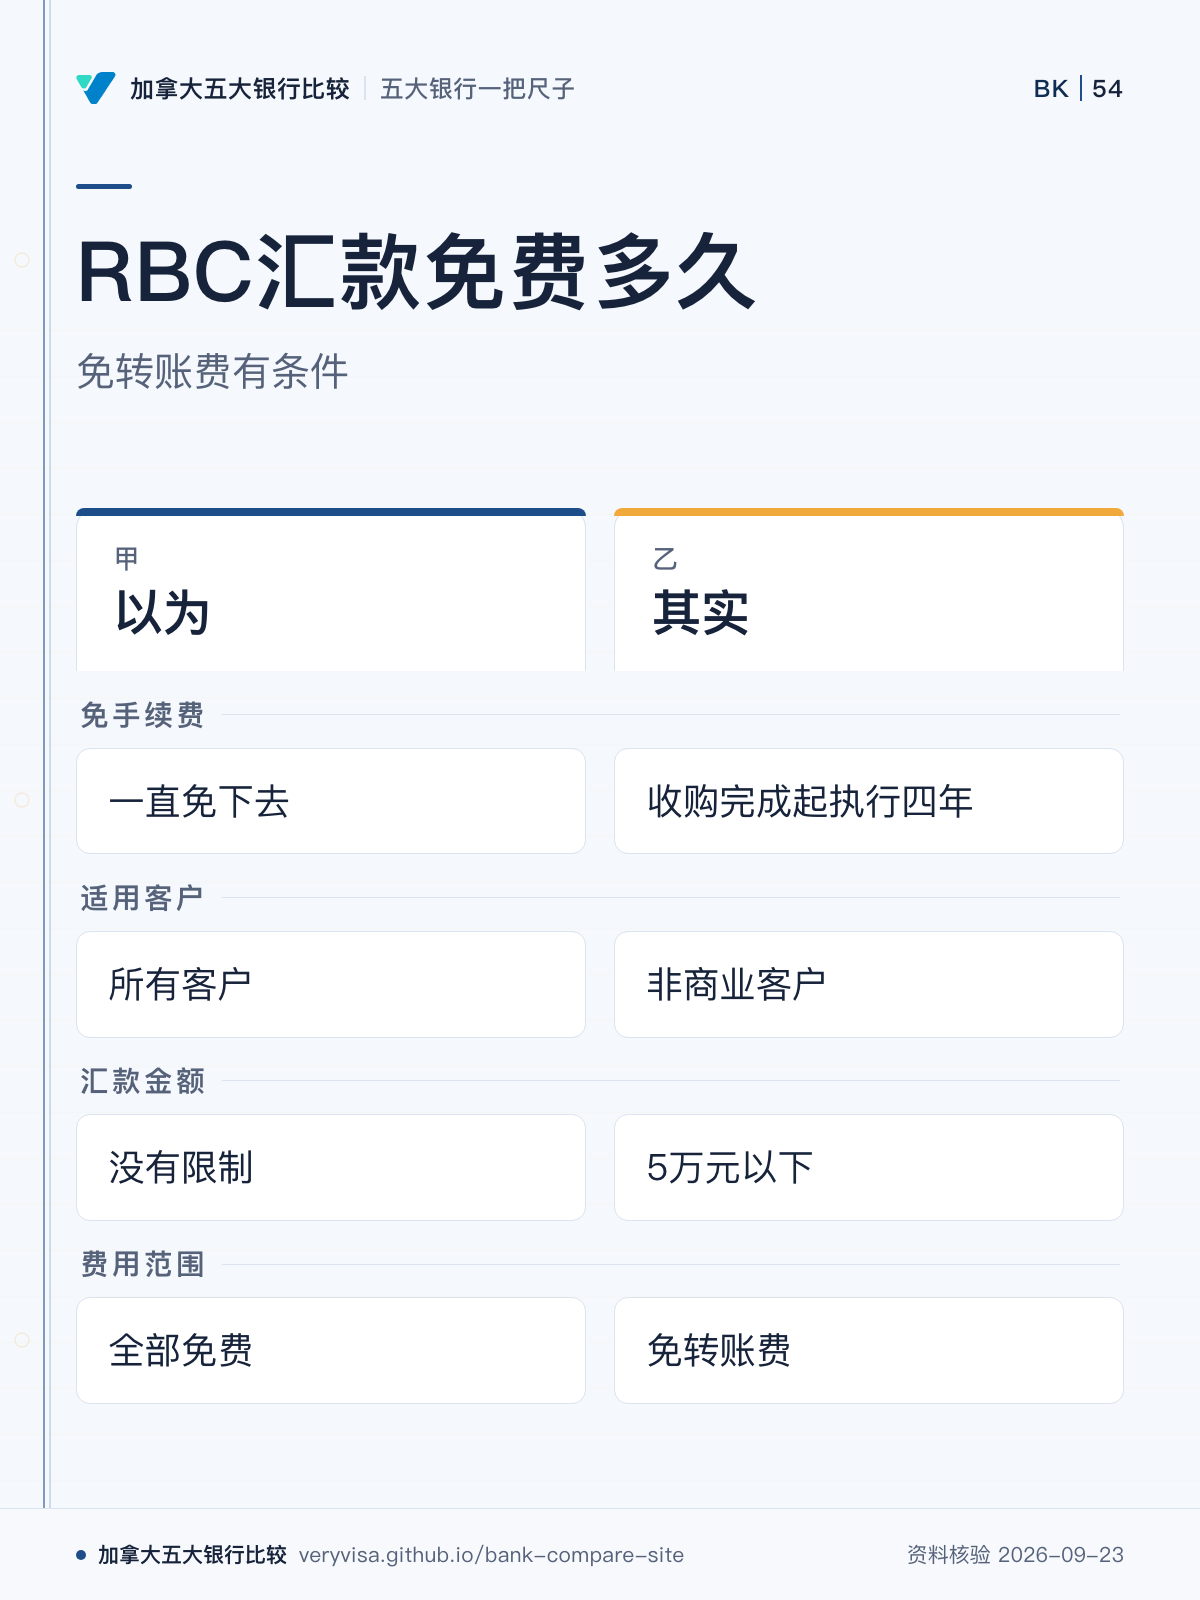 加拿大五大银行比较 五大银行一把尺子 BK 54
RBC汇款免费多久
免转账费有条件
甲 乙
以为 其实
免手续费
一直免下去 收购完成起执行四年
适用客户
所有客户 非商业客户
汇款金额
没有限制 5万元以下
费用范围
全部免费 免转账费
加拿大五大银行比较 veryvisa.github.io/bank-compare-site 资料核验 2026-09-23